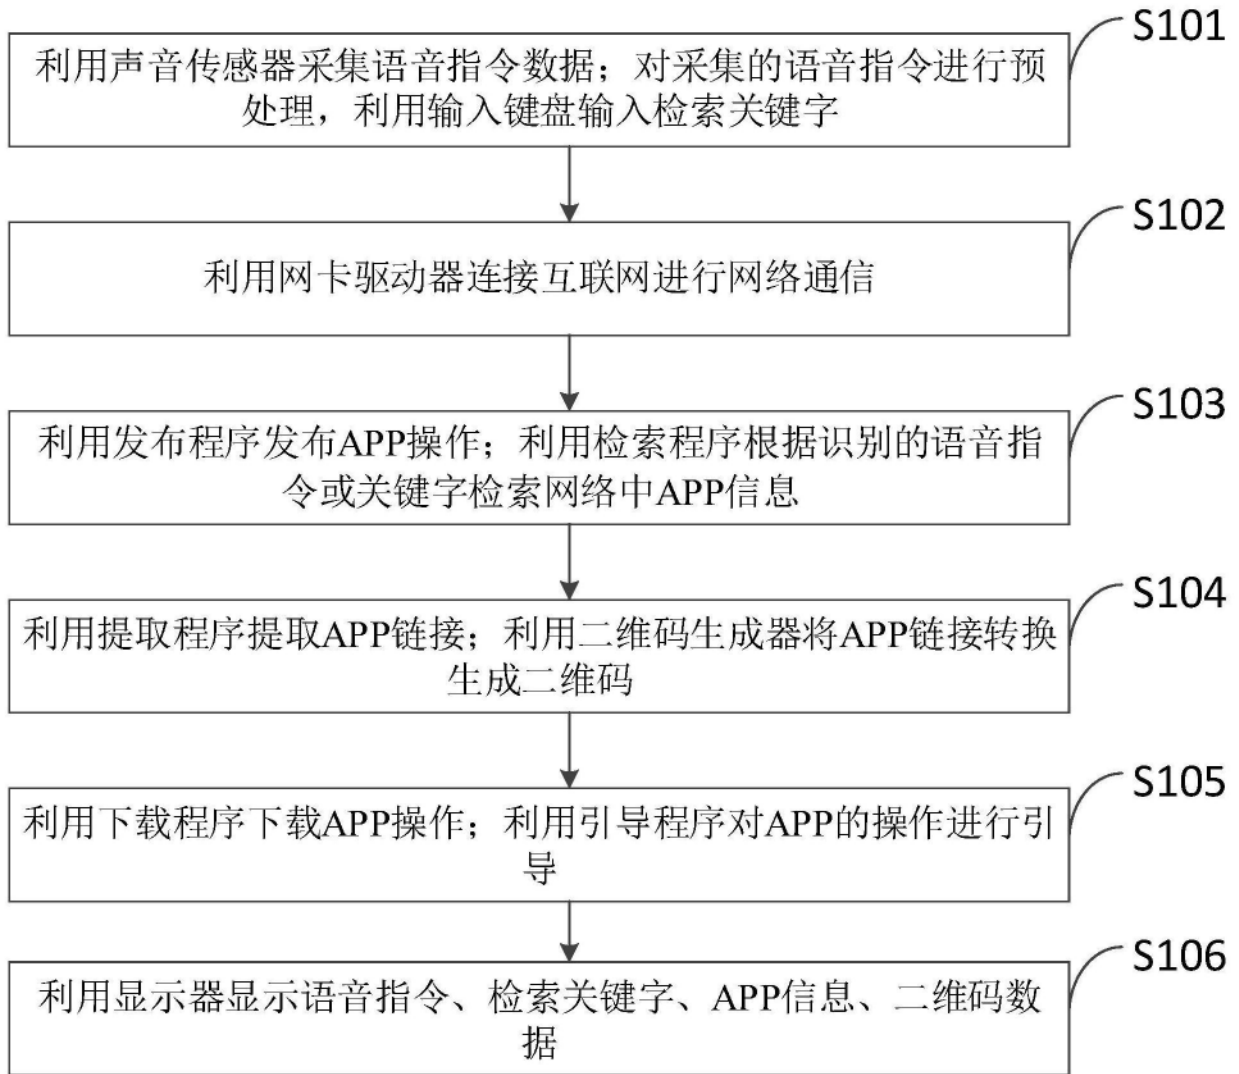 S101
利用声音传感器采集语音指令数据；对采集的语音指令进行预
处理，利用输入键盘输入检索关键字
S102
利用网卡驱动器连接互联网进行网络通信
S103
利用发布程序发布APP操作；利用检索程序根据识别的语音指
令或关键字检索网络中APP信息
S104
利用提取程序提取APP链接；利用二维码生成器将APP链接转换
生成二维码
S105
利用下载程序下载APP操作；利用引导程序对APP的操作进行引
导
S106
利用显示器显示语音指令、检索关键字、APP信息、二维码数
据